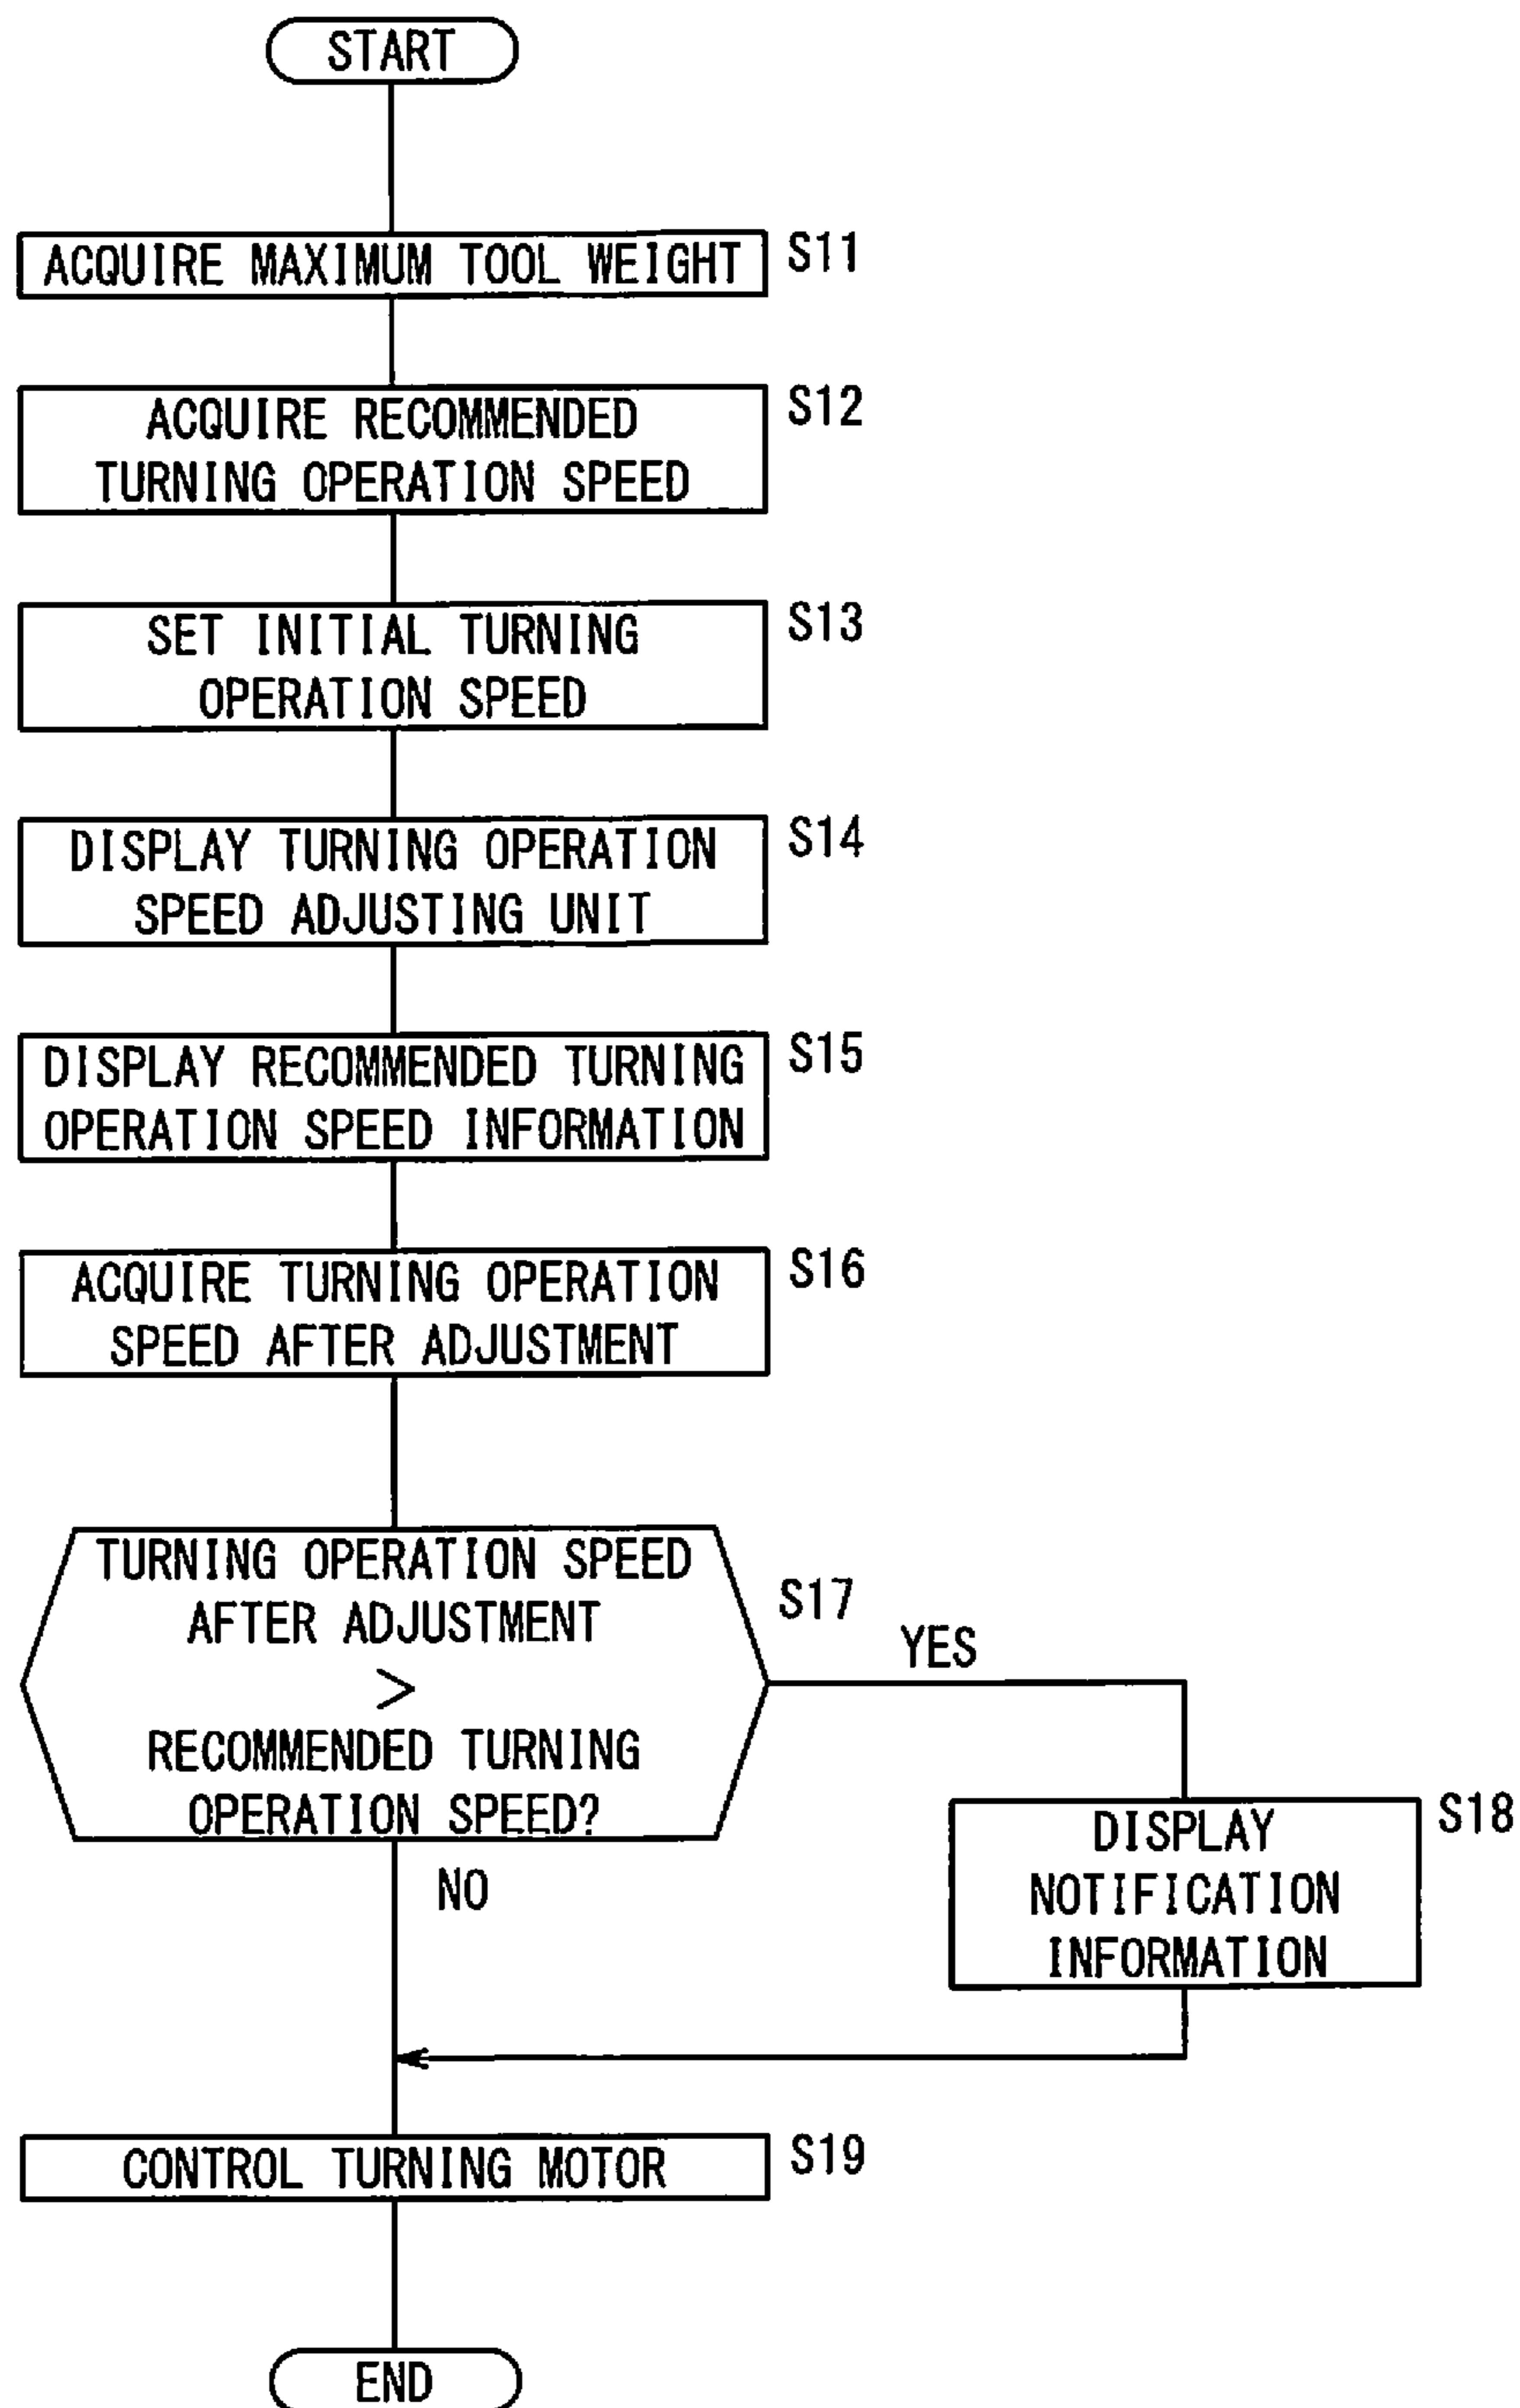 START
ACQUIRE MAXIMUM TOOL WEIGHT
S11
ACQUIRE RECOMMENDED
TURNING OPERATION SPEED
S12
SET INITIAL TURNING
OPERATION SPEED
S13
DISPLAY TURNING OPERATION
SPEED ADJUSTING UNIT
S14
DISPLAY RECOMMENDED TURNING
OPERATION SPEED INFORMATION
S15
ACQUIRE TURNING OPERATION
SPEED AFTER ADJUSTMENT
S16
TURNING OPERATION SPEED
AFTER ADJUSTMENT
>
RECOMMENDED TURNING
OPERATION SPEED?
S17
YES
NO
DISPLAY
NOTIFICATION
INFORMATION
S18
CONTROL TURNING MOTOR
S19
END